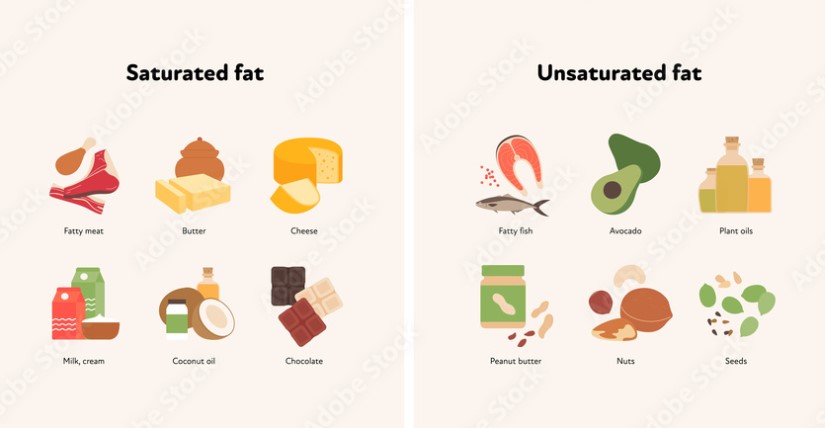 Saturated fat
Fatty meat
Butter
Cheese
Milk, cream
Coconut oil
Chocolate
Unsaturated fat
Fatty fish
Avocado
Plant oils
Peanut butter
Nuts
Seeds
Adobe Stock